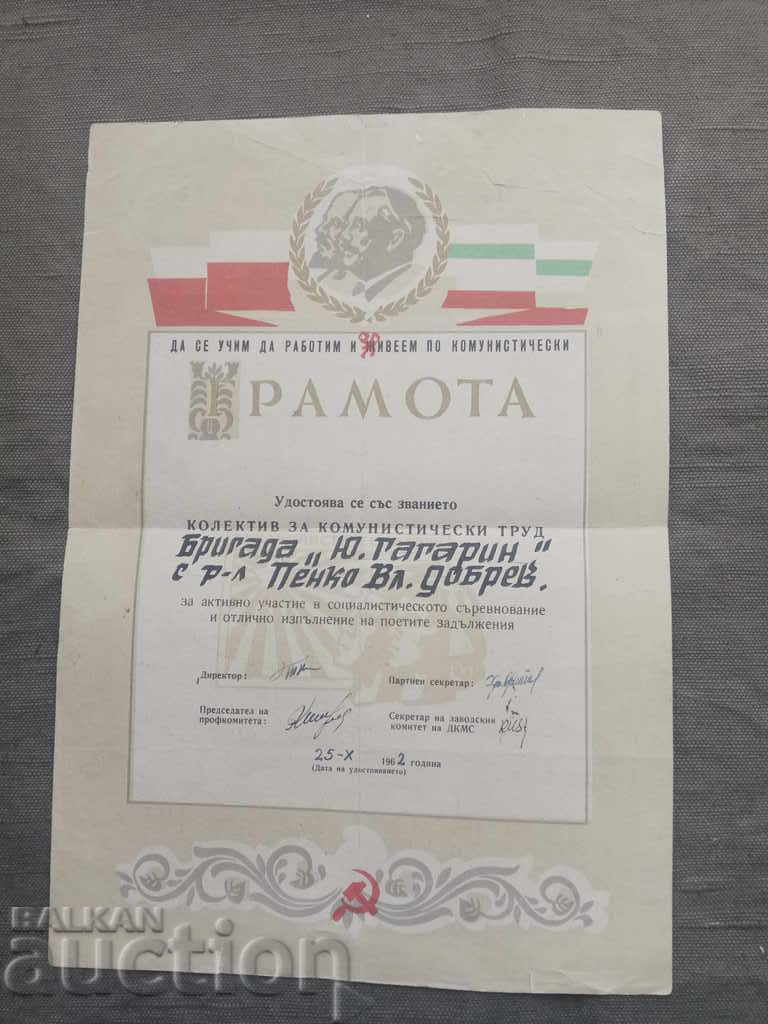 ДА СЕ УЧИМ ДА РАБОТИМ И ЖИВЕЕМ ПО КОМУНИСТИЧЕСКИ
ГРАМОТА
Удостоява се със званието
КОЛЕКТИВ ЗА КОМУНИСТИЧЕСКИ ТРУД
Бригада „Ю. Гагарин"
с р-л Пенко Вл. Добрев.
за активно участие в социалистическото съревнование
и отлично изпълнение на поетите задължения
Директор:
Партиен секретар:
Председател на
профкомитета:
Секретар на заводския
комитет на ДКМС
25-X 1962 година
(Дата на удостояването)
BALKAN
auction